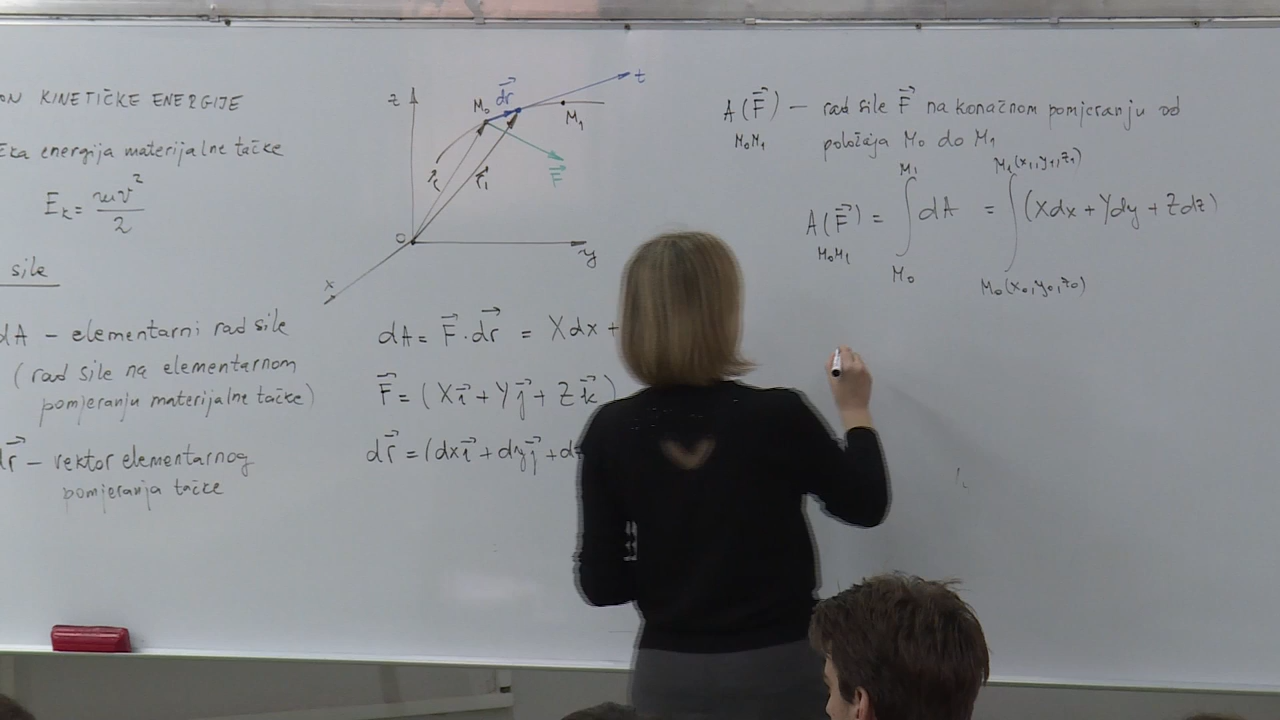 ON KINETIČKE ENERGIJE
energija materijalne tačke
E_k = mv²/2
sile
dA – elementarni rad sile
(rad sile na elementarnom
pomjeranju materijalne tačke)
dr⃗ – vektor elementarnog
pomjeranja tačke
z M₀ dr⃗ t
M₁
r⃗ r⃗₁ F⃗
O y
x
dA = F⃗ · dr⃗ = Xdx +
F⃗ = (Xi⃗ + Yj⃗ + Zk⃗)
dr⃗ = (dxi⃗ + dyj⃗ + d
A(F⃗) – rad sile F⃗ na konačnom pomjeranju od
M₀M₁ položaja M₀ do M₁
M₁ M₁(x₁,y₁,z₁)
A(F⃗) = ∫dA = ∫(Xdx + Ydy + Zdz)
M₀M₁ M₀ M₀(x₀,y₀,z₀)